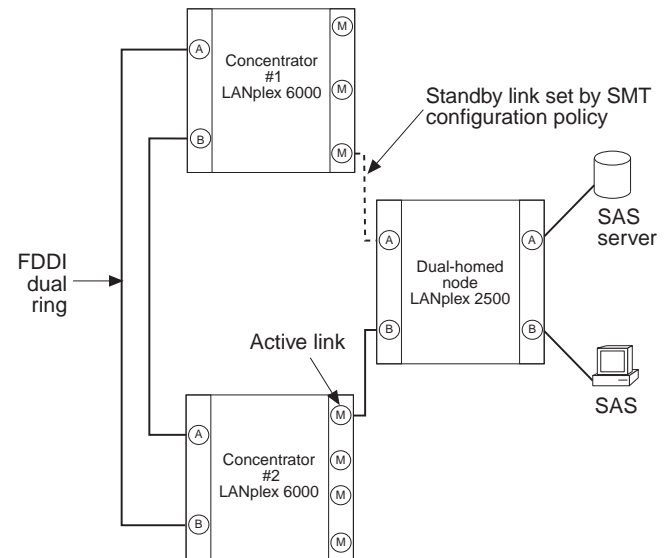 M
A
Concentrator
#1
LANplex 6000
M
B
M
Standby link set by SMT
configuration policy
SAS
server
A
A
Dual-homed
node
LANplex 2500
FDDI
dual
ring
B
B
Active link
SAS
M
A
Concentrator
#2
LANplex 6000
M
M
B
M